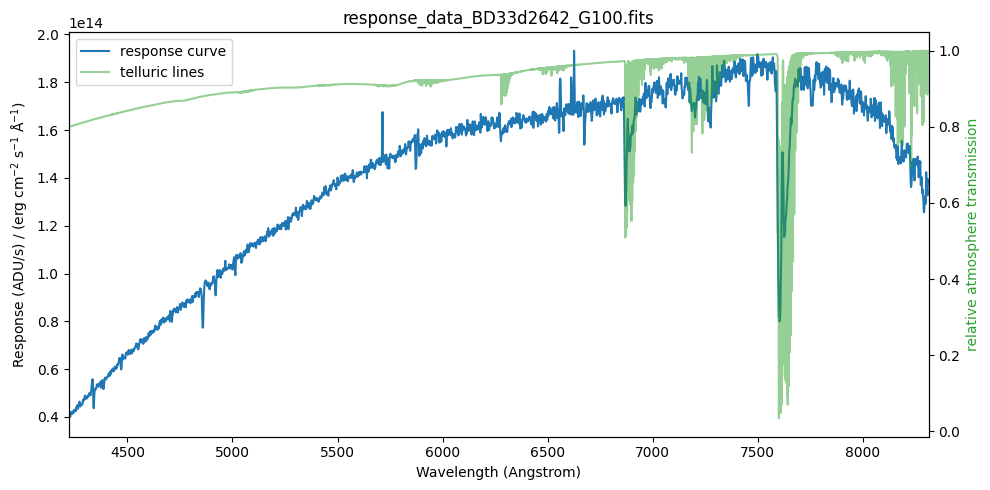 response_data_BD33d2642_G100.fits
1e14
response curve
telluric lines
2.0
1.8
1.6
1.4
1.2
1.0
0.8
0.6
0.4
Response (ADU/s) / (erg cm⁻² s⁻¹ Å⁻¹)
1.0
0.8
0.6
0.4
0.2
0.0
relative atmosphere transmission
4500 5000 5500 6000 6500 7000 7500 8000
Wavelength (Angstrom)